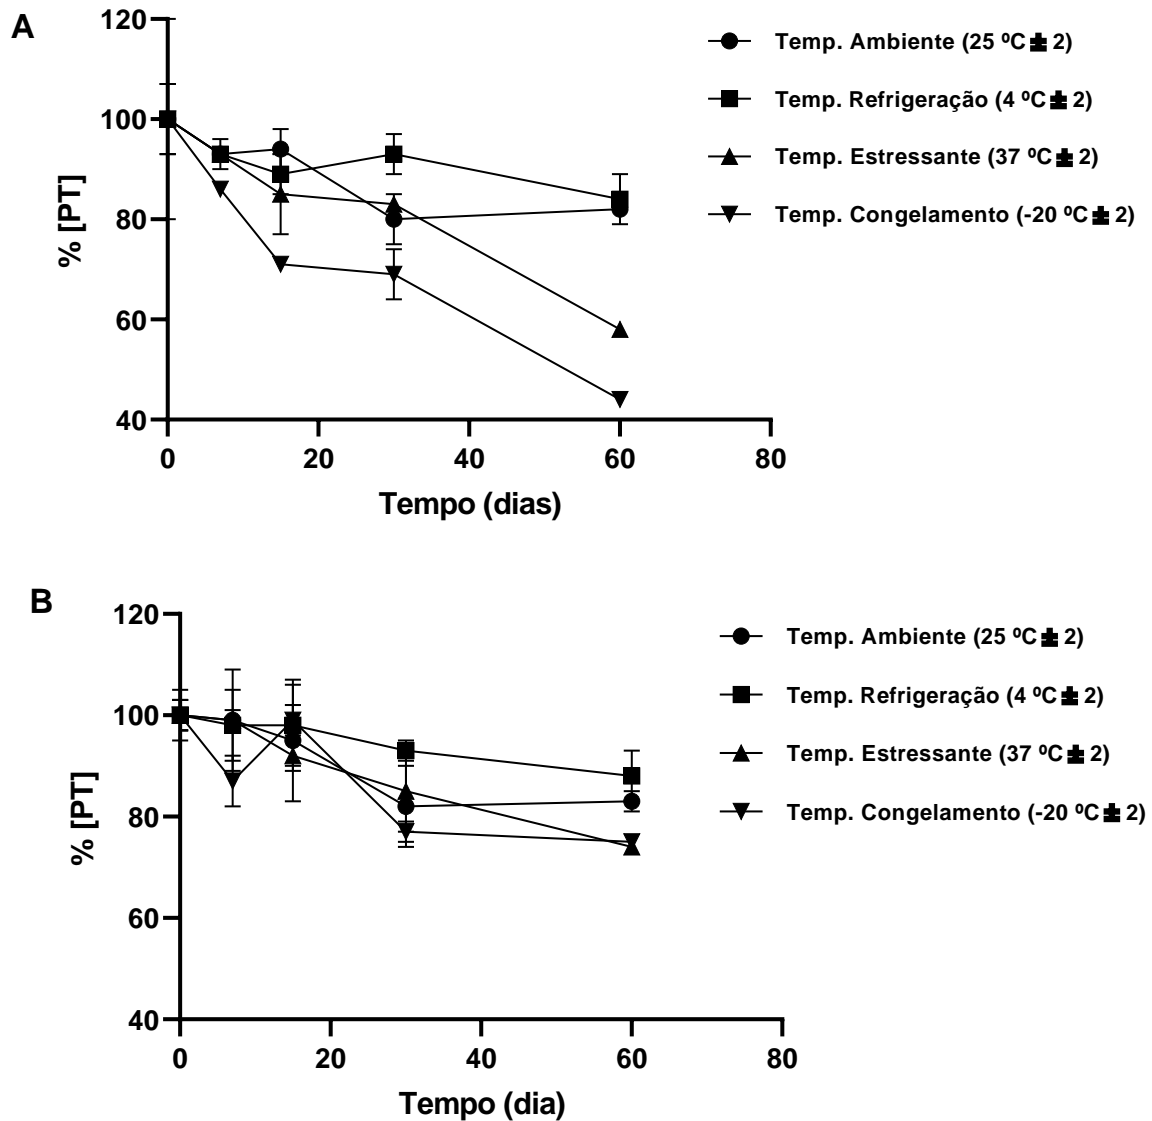 A
120
100
80
60
40
% [PT]
0 20 40 60 80
Tempo (dias)
Temp. Ambiente (25 ºC ± 2)
Temp. Refrigeração (4 ºC ± 2)
Temp. Estressante (37 ºC ± 2)
Temp. Congelamento (-20 ºC ± 2)
B
120
100
80
60
40
% [PT]
0 20 40 60 80
Tempo (dia)
Temp. Ambiente (25 ºC ± 2)
Temp. Refrigeração (4 ºC ± 2)
Temp. Estressante (37 ºC ± 2)
Temp. Congelamento (-20 ºC ± 2)